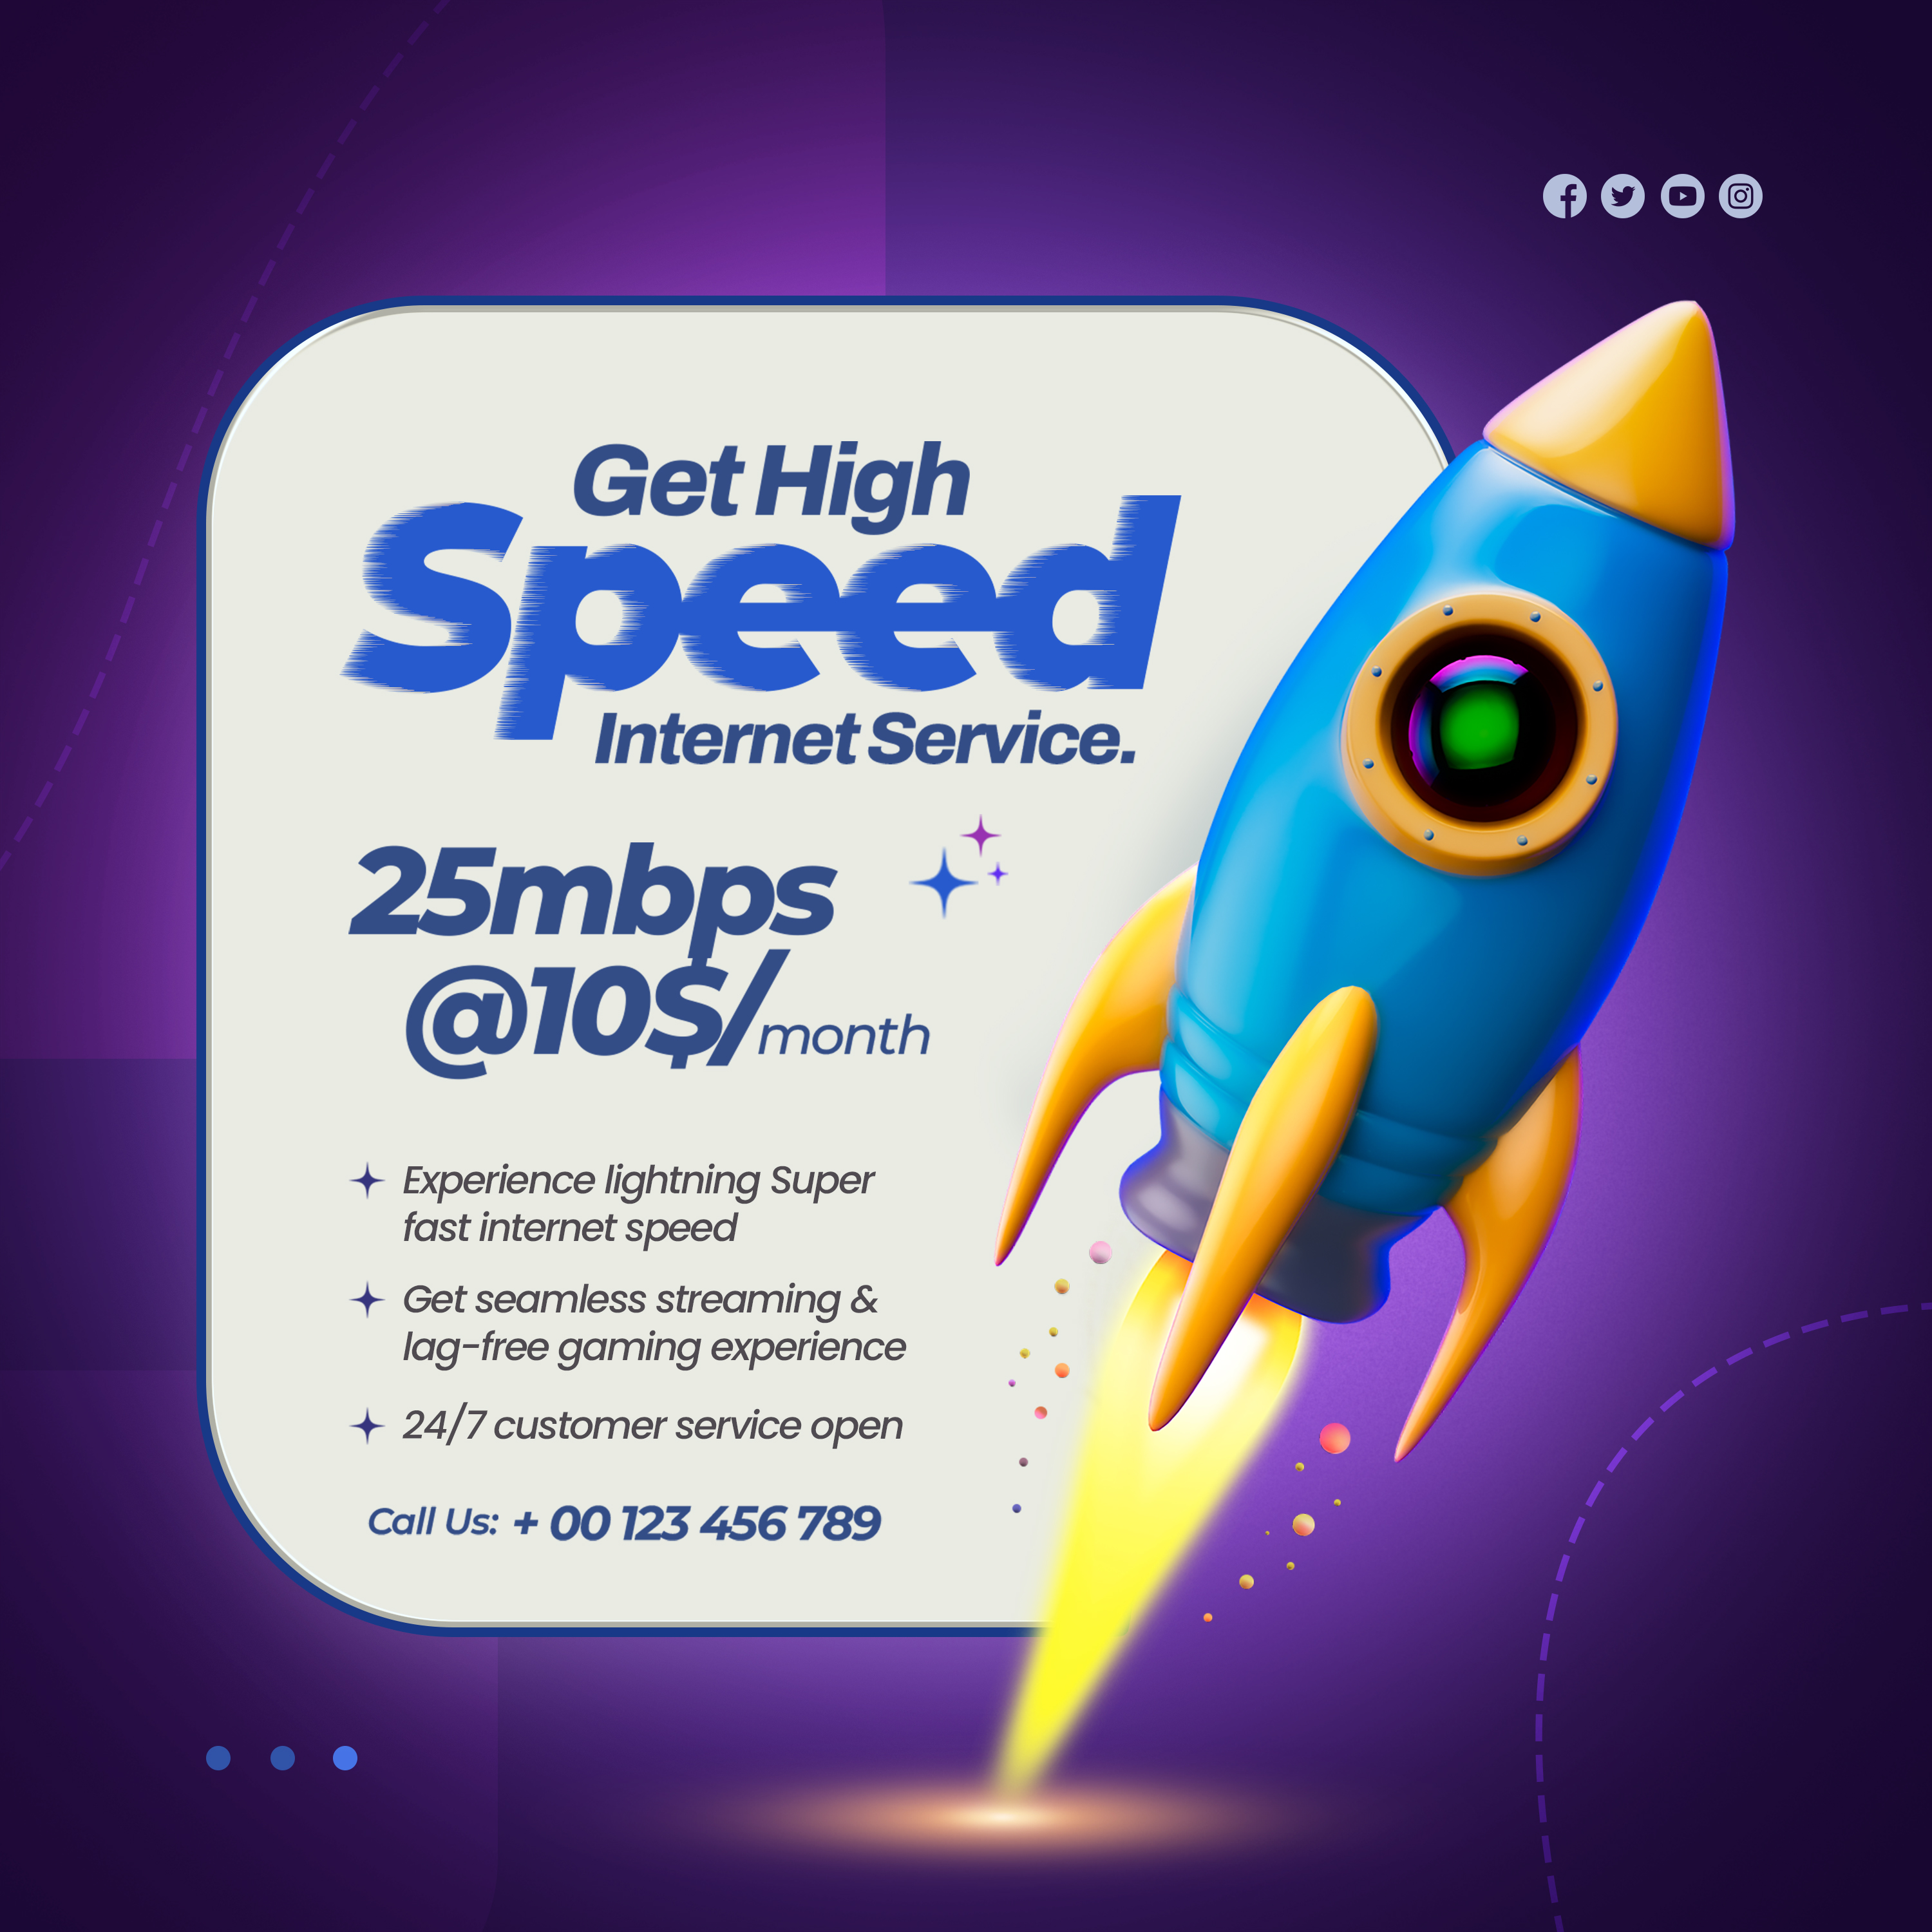 Get High
Speed
Internet Service.
25mbps
@10$/month
Experience lightning Super
fast internet speed
Get seamless streaming &
lag-free gaming experience
24/7 customer service open
Call Us: + 00 123 456 789